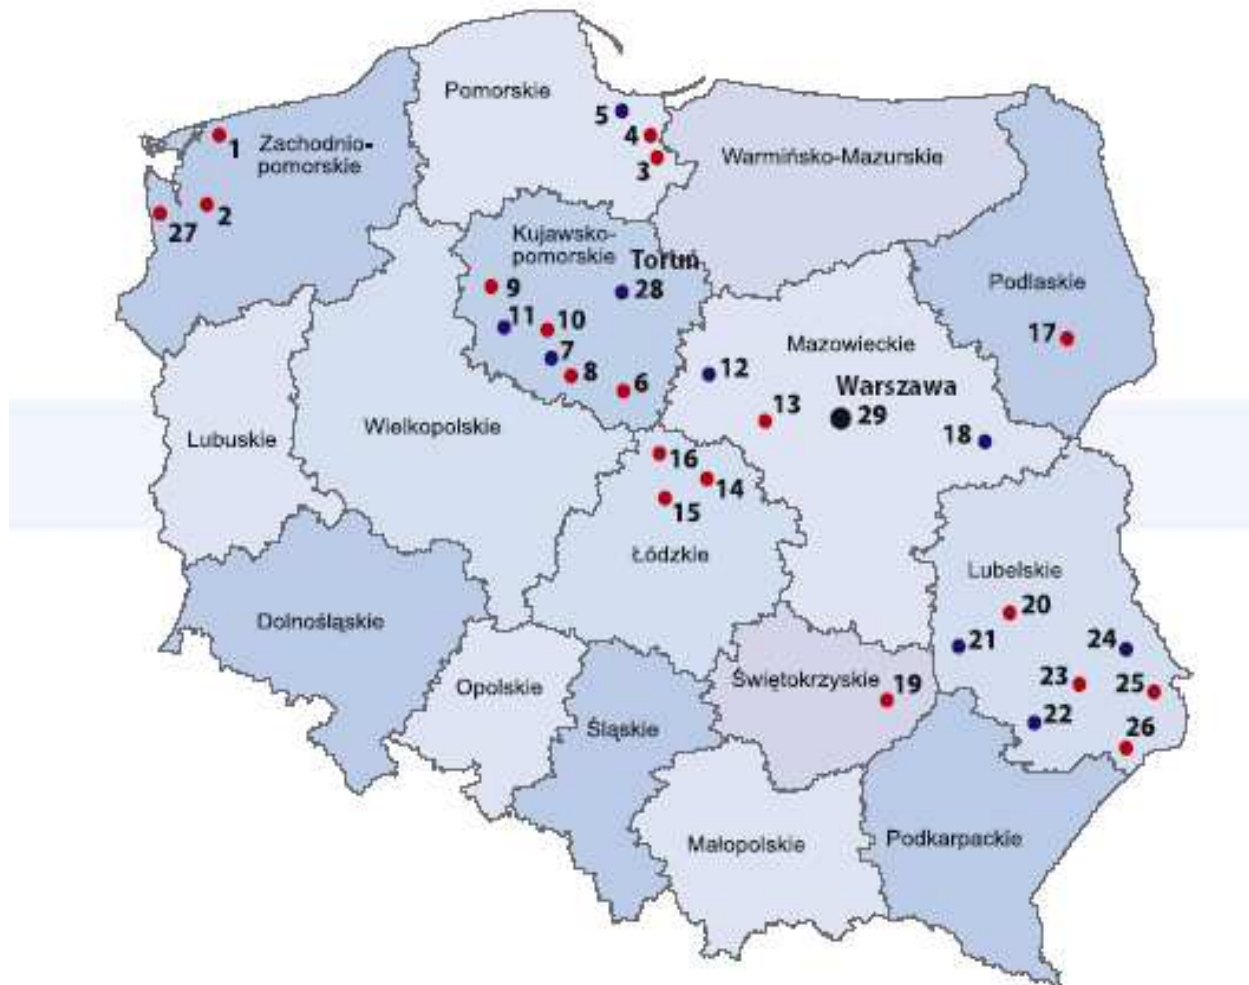 Pomorskie
5
4
3
1
Zachodnio-
pomorskie
2
27
Warmińsko-Mazurskie
Kujawsko-
pomorskie
Toruń
28
9
11
10
7
8
6
Podlaskie
17
Mazowieckie
12
Warszawa
13
29
18
Lubuskie
Wielkopolskie
16
14
15
Łódzkie
Lubelskie
20
21
24
23
25
22
26
Dolnośląskie
Opolskie
Śląskie
Świętokrzyskie
19
Małopolskie
Podkarpackie